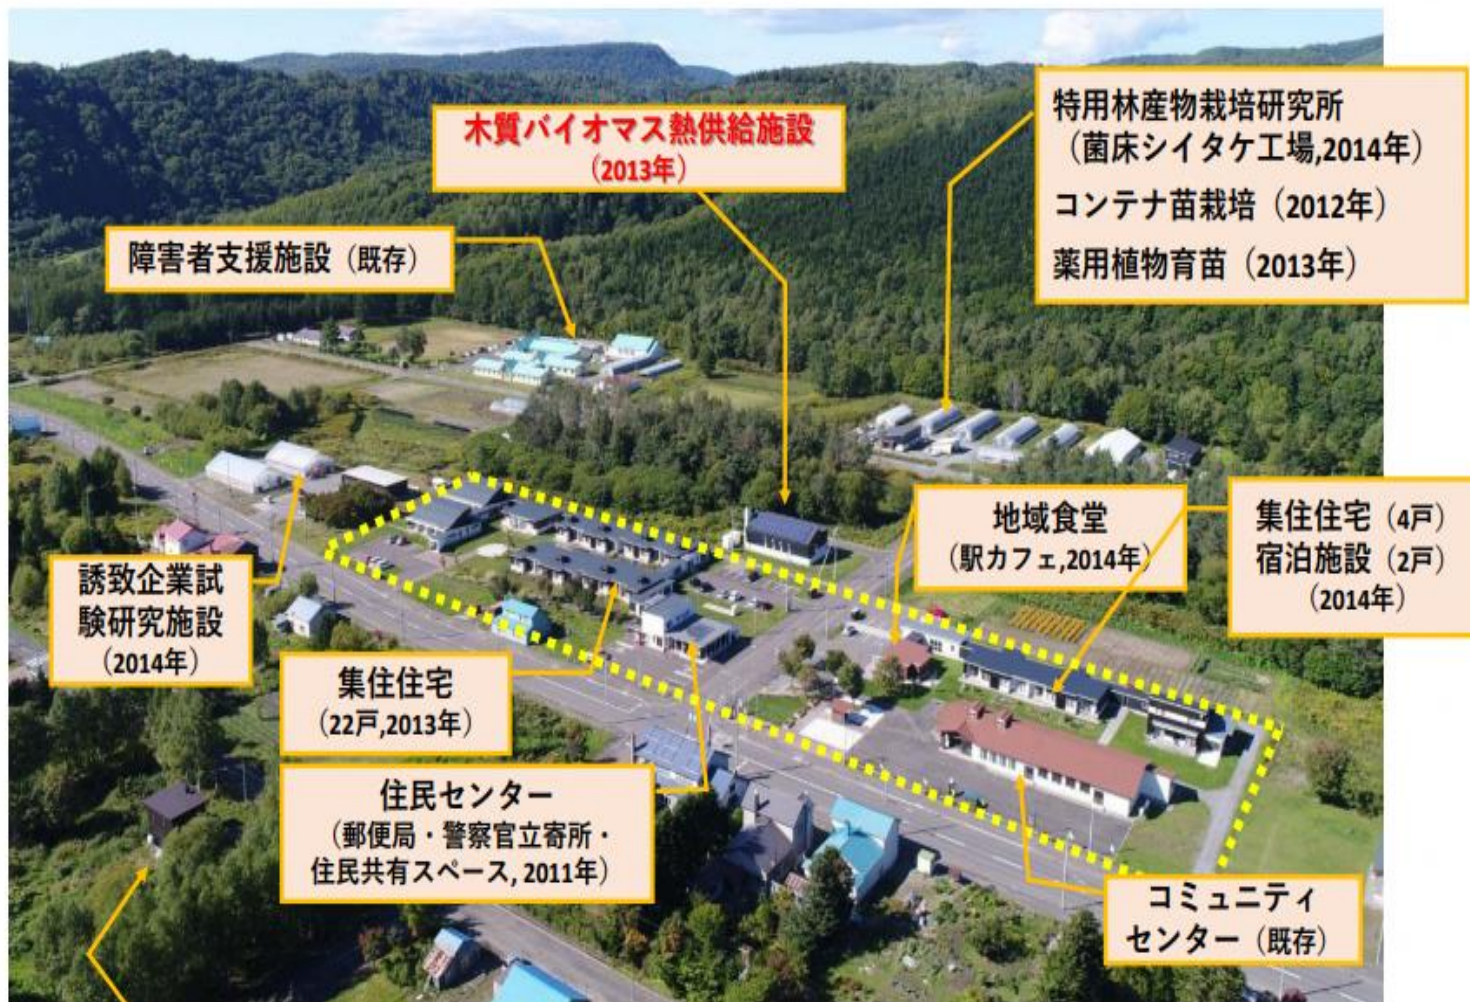 木質バイオマス熱供給施設
（2013年）
特用林産物栽培研究所
（菌床シイタケ工場,2014年）
コンテナ苗栽培（2012年）
薬用植物育苗（2013年）
障害者支援施設（既存）
地域食堂
（駅カフェ,2014年）
集住住宅（4戸）
宿泊施設（2戸）
（2014年）
誘致企業試
験研究施設
（2014年）
集住住宅
（22戸,2013年）
住民センター
（郵便局・警察官立寄所・
住民共有スペース, 2011年）
コミュニティ
センター（既存）